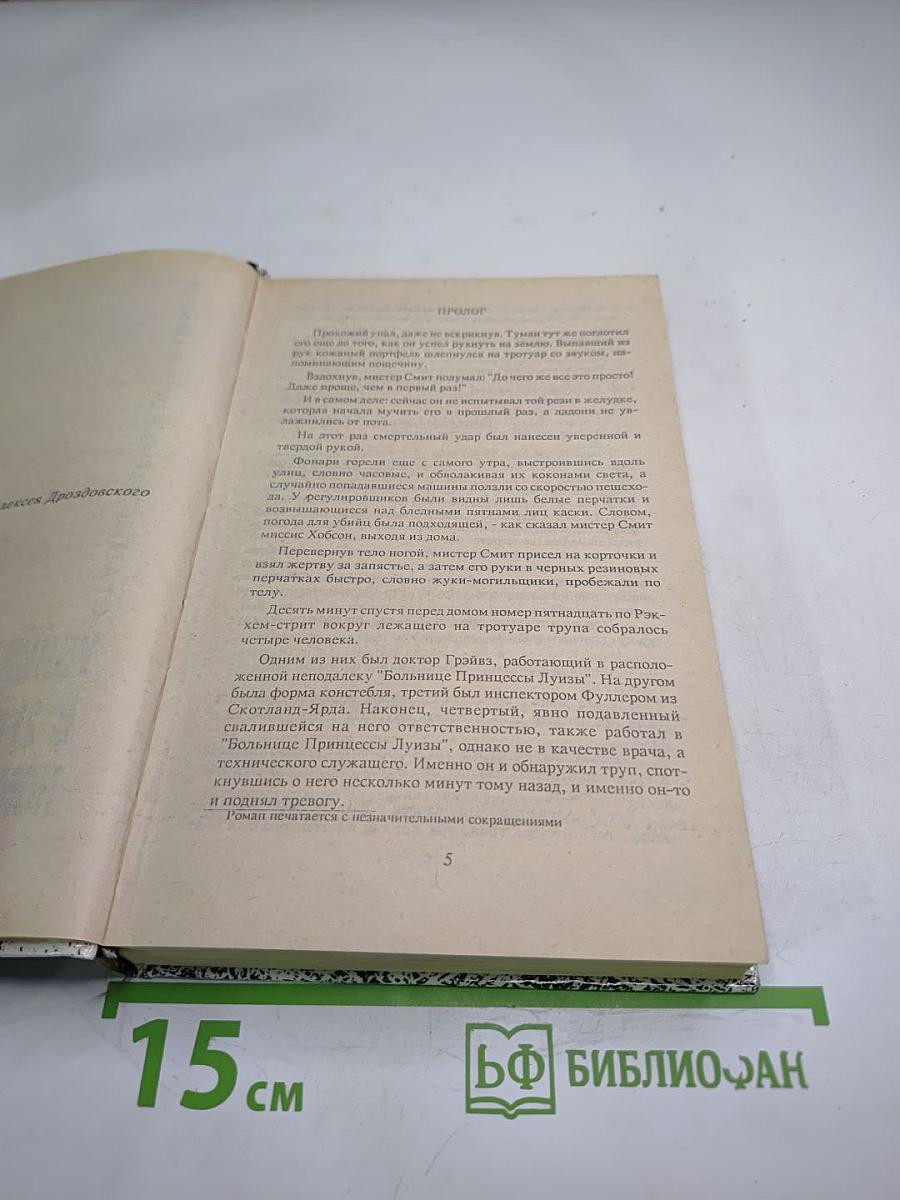 лексея Дроздовского
ПРОЛОГ
Прохожий упал, даже не вскрикнув. Туман тут же поглотил
его еще до того, как он успел рухнуть на землю. Выпавший из
рук кожаный портфель шлепнулся на тротуар со звуком, на-
поминающим пощечину.
Вздохнув, мистер Смит подумал: "До чего же все это просто!
Даже проще, чем в первый раз!"
И в самом деле: сейчас он не испытывал той рези в желудке,
которая начала мучить его в прошлый раз, а ладони не ув-
лажнились от пота.
На этот раз смертельный удар был нанесен уверенной и
твердой рукой.
Фонари горели еще с самого утра, выстроившись вдоль
улиц, словно часовые, и обволакивая их коконами света, а
случайно попадавшиеся машины ползли со скоростью пешехо-
да. У регулировщиков были видны лишь белые перчатки и
возвышающиеся над бледными пятнами лиц каски. Словом,
погода для убийц была подходящей, - как сказал мистер Смит
миссис Хобсон, выходя из дома.
Перевернув тело ногой, мистер Смит присел на корточки и
взял жертву за запястье, а затем его руки в черных резиновых
перчатках быстро, словно жуки-могильщики, пробежали по
телу.
Десять минут спустя перед домом номер пятнадцать по Рэк-
хем-стрит вокруг лежащего на тротуаре трупа собралось
четыре человека.
Одним из них был доктор Грэйвз, работающий в располо-
женной неподалеку "Больнице Принцессы Луизы". На другом
была форма констебля, третий был инспектором Фуллером из
Скотланд-Ярда. Наконец, четвертый, явно подавленный
свалившейся на него ответственностью, также работал в
"Больнице Принцессы Луизы", однако не в качестве врача, а
технического служащего. Именно он и обнаружил труп, спот-
кнувшись о него несколько минут тому назад, и именно он-то
и поднял тревогу.
Роман печатается с незначительными сокращениями
5
15 см
БФ БИБЛИОФАН